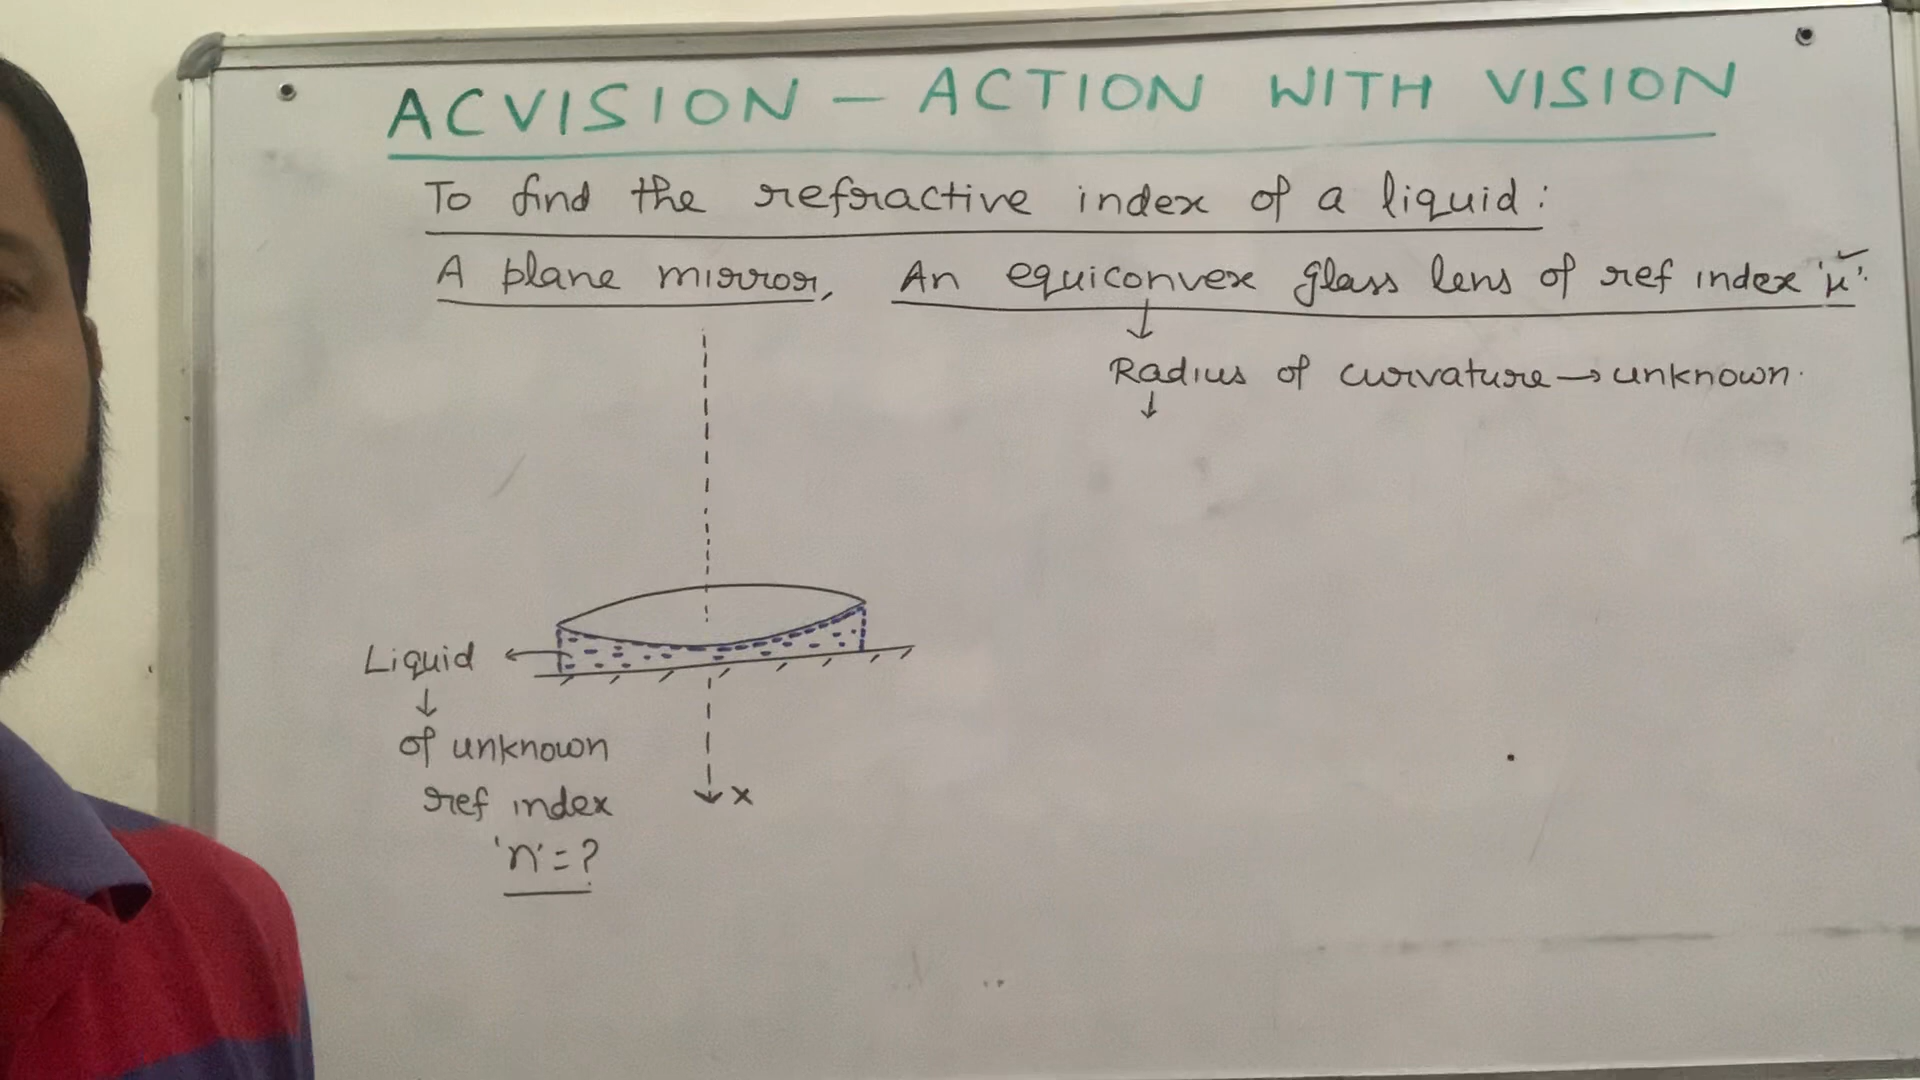 ACVISION - ACTION WITH VISION
To find the refractive index of a liquid:
A plane mirror, An equiconvex glass lens of ref index 'μ'.
Radius of curvature → unknown.
Liquid
of unknown
ref index
'n' = ?
x